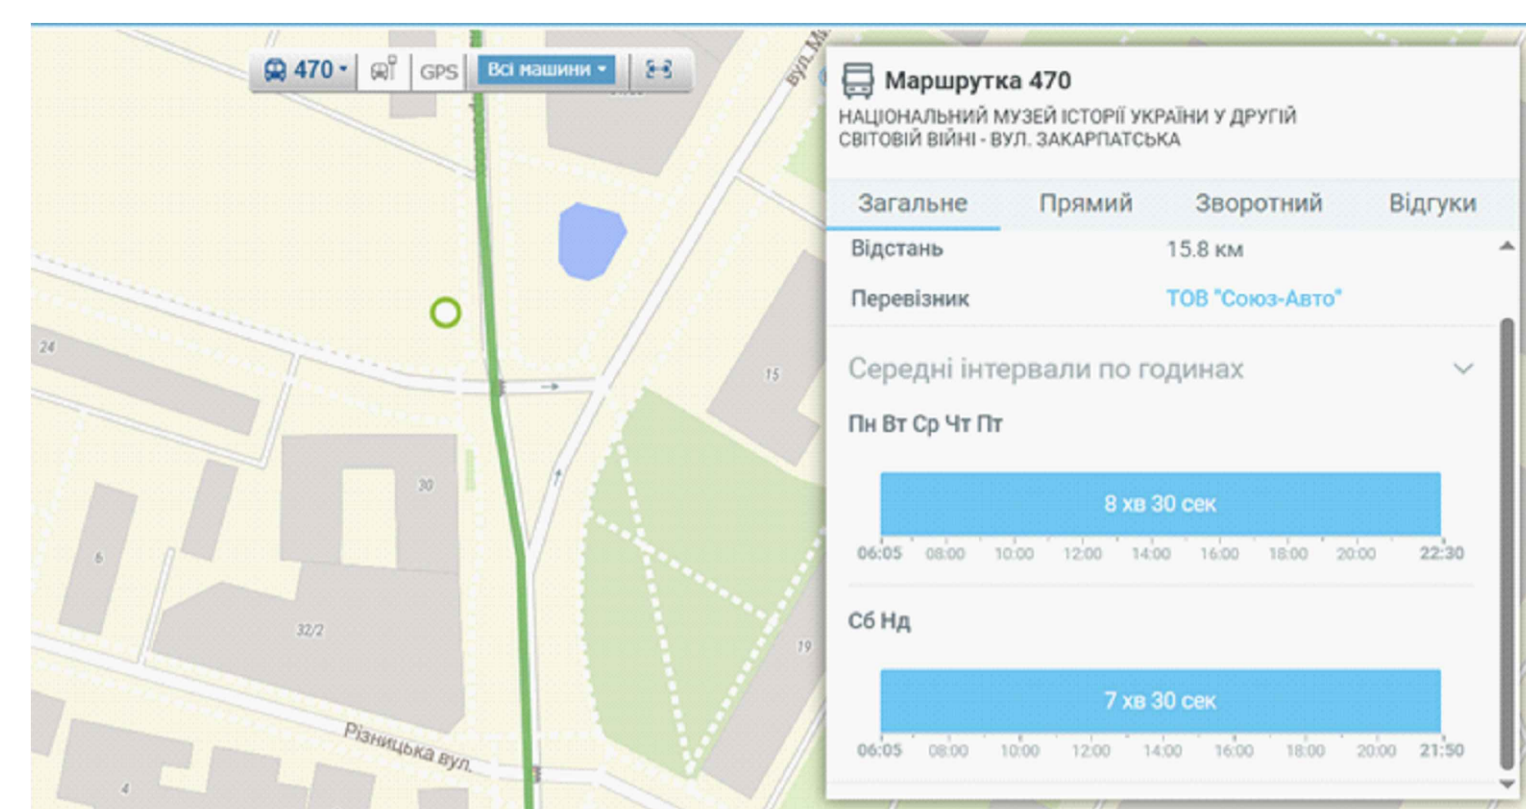 470
GPS
Всі машини
вул. М
24
15
30
6
32/2
19
4
Різницька вул.
Маршрутка 470
НАЦІОНАЛЬНИЙ МУЗЕЙ ІСТОРІЇ УКРАЇНИ У ДРУГІЙ
СВІТОВІЙ ВІЙНІ - ВУЛ. ЗАКАРПАТСЬКА
Загальне Прямий Зворотний Відгуки
Відстань 15.8 км
Перевізник ТОВ "Союз-Авто"
Середні інтервали по годинах
Пн Вт Ср Чт Пт
8 хв 30 сек
06:05 08:00 10:00 12:00 14:00 16:00 18:00 20:00 22:30
Сб Нд
7 хв 30 сек
06:05 08:00 10:00 12:00 14:00 16:00 18:00 20:00 21:50